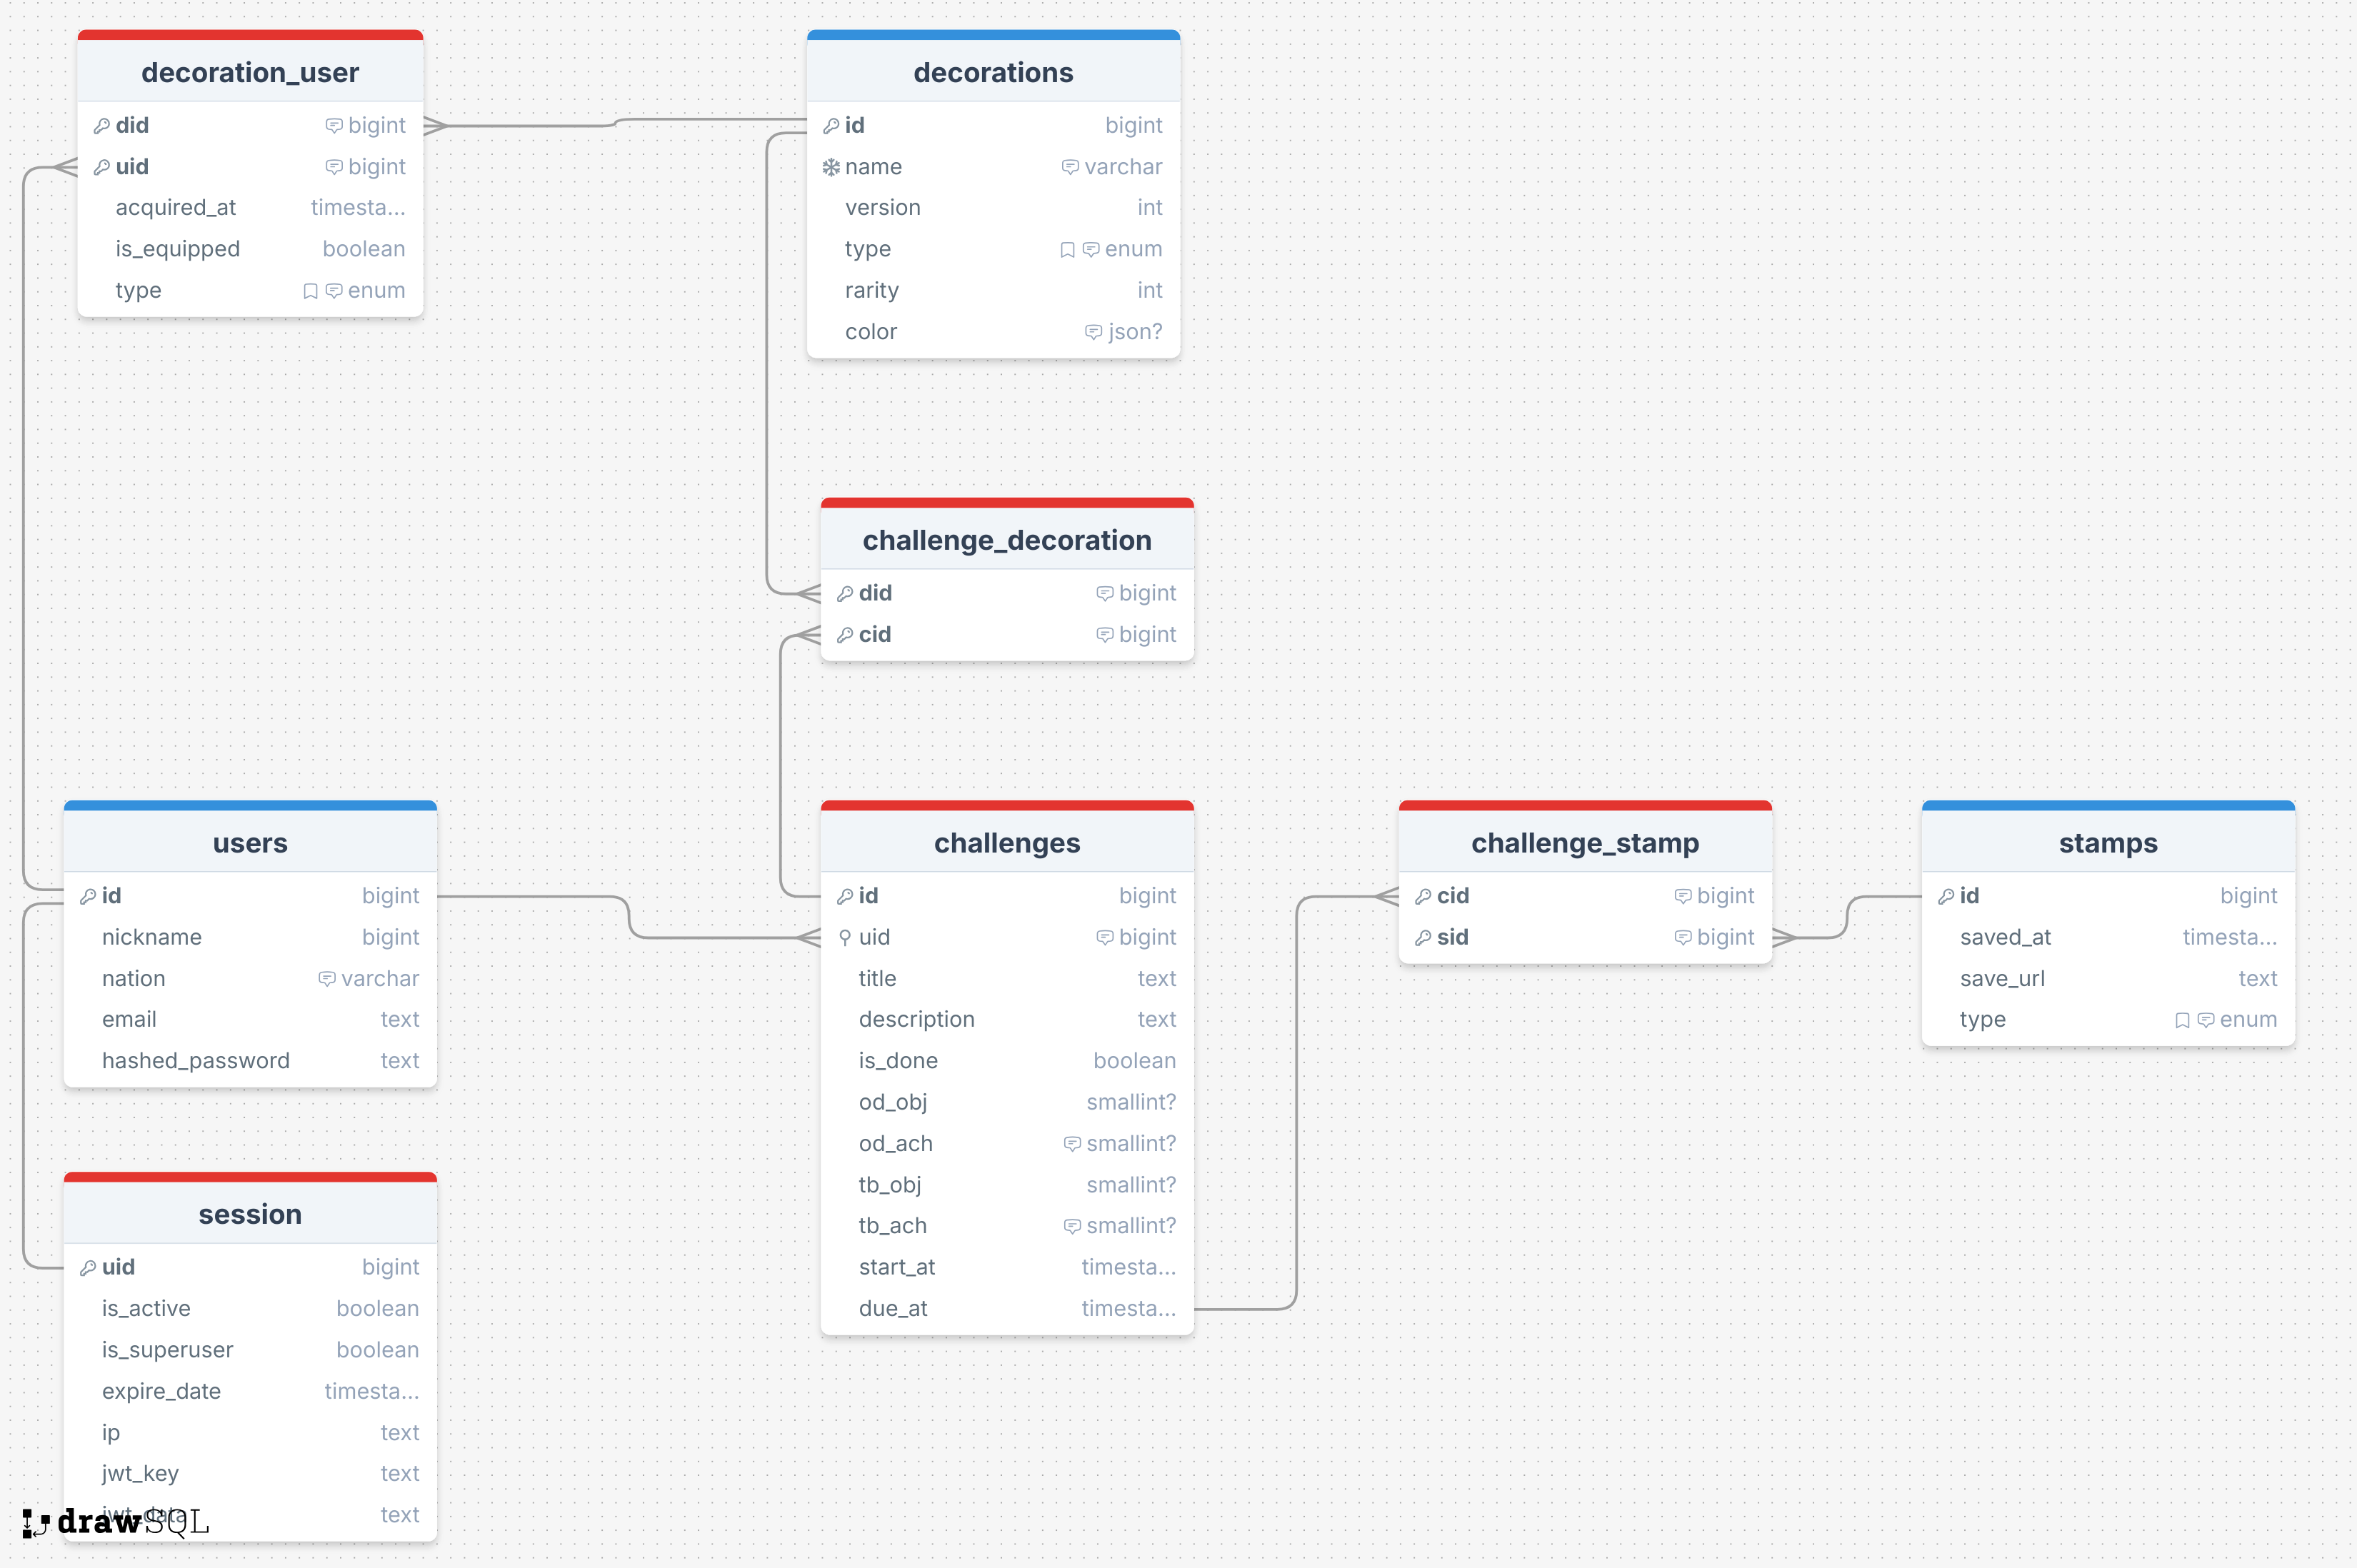 decoration_user
did bigint
uid bigint
acquired_at timesta...
is_equipped boolean
type enum
decorations
id bigint
name varchar
version int
type enum
rarity int
color json?
challenge_decoration
did bigint
cid bigint
users
id bigint
nickname bigint
nation varchar
email text
hashed_password text
challenges
id bigint
uid bigint
title text
description text
is_done boolean
od_obj smallint?
od_ach smallint?
tb_obj smallint?
tb_ach smallint?
start_at timesta...
due_at timesta...
challenge_stamp
cid bigint
sid bigint
stamps
id bigint
saved_at timesta...
save_url text
type enum
session
uid bigint
is_active boolean
is_superuser boolean
expire_date timesta...
ip text
jwt_key text
jwt_data text
drawSQL